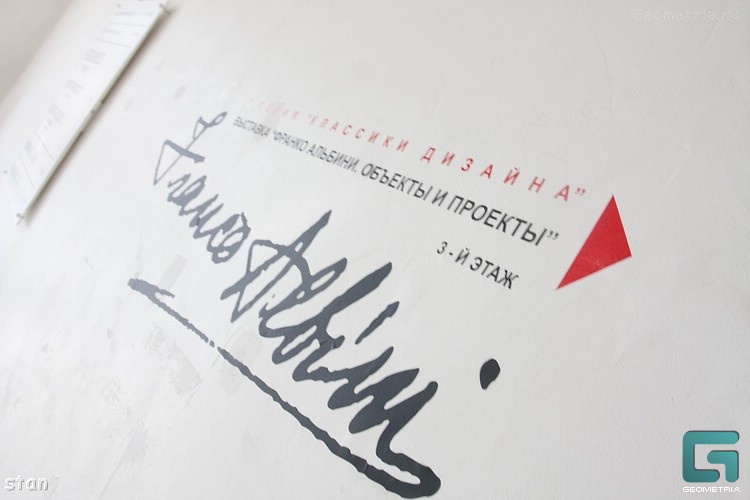 Geometria.ru
"КЛАССИКИ ДИЗАЙНА"
ВЫСТАВКА "ФРАНКО АЛЬБИНИ. ОБЪЕКТЫ И ПРОЕКТЫ"
3-Й ЭТАЖ
Franco Albini
stan
GEOMETRIA